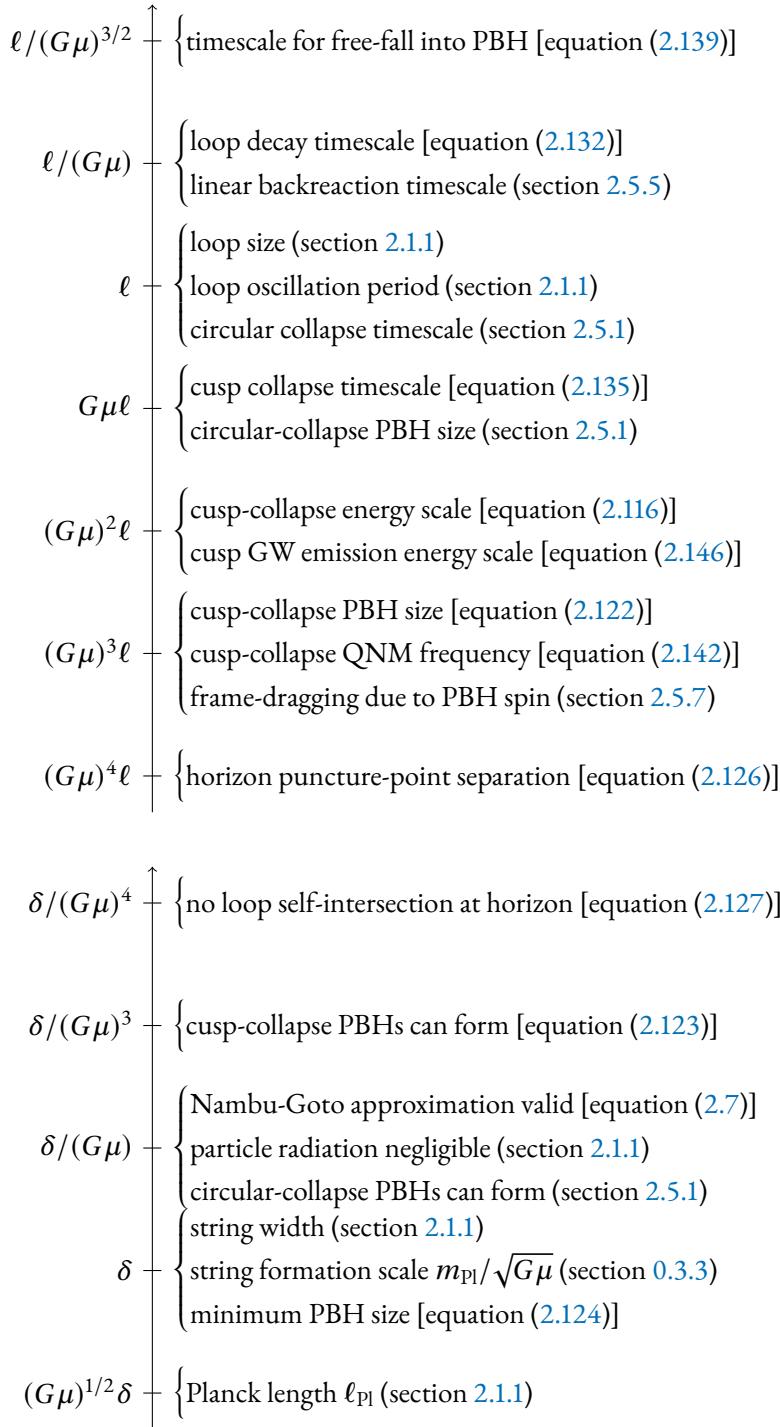 ℓ/(Gμ)^{3/2} {timescale for free-fall into PBH [equation (2.139)]
loop decay timescale [equation (2.132)]
ℓ/(Gμ)
linear backreaction timescale (section 2.5.5)
loop size (section 2.1.1)
ℓ loop oscillation period (section 2.1.1)
circular collapse timescale (section 2.5.1)
cusp collapse timescale [equation (2.135)]
Gμℓ
circular-collapse PBH size (section 2.5.1)
cusp-collapse energy scale [equation (2.116)]
(Gμ)²ℓ
cusp GW emission energy scale [equation (2.146)]
cusp-collapse PBH size [equation (2.122)]
(Gμ)³ℓ cusp-collapse QNM frequency [equation (2.142)]
frame-dragging due to PBH spin (section 2.5.7)
(Gμ)⁴ℓ {horizon puncture-point separation [equation (2.126)]
δ/(Gμ)⁴ {no loop self-intersection at horizon [equation (2.127)]
δ/(Gμ)³ {cusp-collapse PBHs can form [equation (2.123)]
Nambu-Goto approximation valid [equation (2.7)]
δ/(Gμ) particle radiation negligible (section 2.1.1)
circular-collapse PBHs can form (section 2.5.1)
string width (section 2.1.1)
δ string formation scale m_{Pl}/√Gμ (section 0.3.3)
minimum PBH size [equation (2.124)]
(Gμ)^{1/2}δ {Planck length ℓ_{Pl} (section 2.1.1)